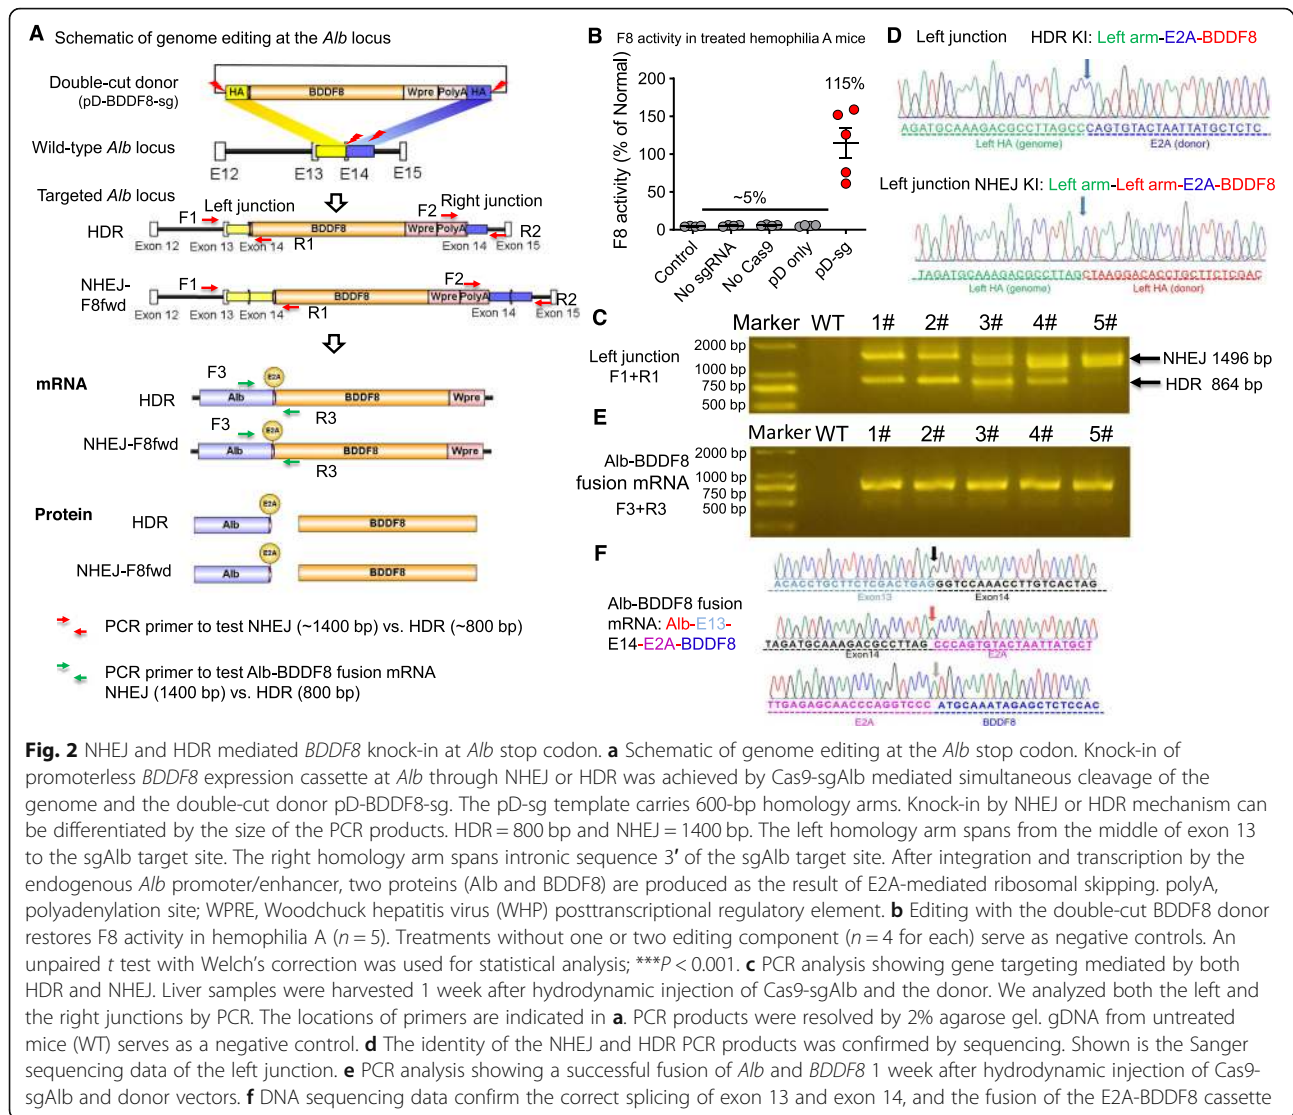 A Schematic of genome editing at the Alb locus
Double-cut donor
(pD-BDDF8-sg)
HA BDDF8 Wpre PolyA HA
Wild-type Alb locus
E12 E13 E14 E15
Targeted Alb locus
F1 Left junction F2 Right junction
HDR BDDF8 Wpre PolyA
Exon 12 Exon 13 Exon 14 R1 Exon 14 Exon 15 R2
NHEJ-
F8fwd
F1 F2
BDDF8 Wpre PolyA R2
Exon 12 Exon 13 Exon 14 R1 Exon 14 Exon 15
mRNA
F3 E2A
HDR Alb BDDF8 Wpre
R3
F3 E2A
NHEJ-F8fwd Alb BDDF8 Wpre
R3
Protein
E2A
HDR Alb BDDF8
E2A
NHEJ-F8fwd Alb BDDF8
PCR primer to test NHEJ (~1400 bp) vs. HDR (~800 bp)
PCR primer to test Alb-BDDF8 fusion mRNA
NHEJ (1400 bp) vs. HDR (800 bp)
B F8 activity in treated hemophilia A mice
F8 activity (% of Normal)
200
150
100
50
0
115%
~5%
Control No sgRNA No Cas9 pD only pD-sg
D Left junction HDR KI: Left arm-E2A-BDDF8
AGATGCAAAGACGCCTTAGCCCAGTGTACTAATTATGCTCTC
Left HA (genome) E2A (donor)
Left junction NHEJ KI: Left arm-Left arm-E2A-BDDF8
TAGATGCAAAGACGCCTTAGCTAAGGACACCTGCTTCTCGAC
Left HA (genome) Left HA (donor)
C
Marker WT 1# 2# 3# 4# 5#
Left junction
F1+R1
2000 bp
1000 bp
750 bp
500 bp
NHEJ 1496 bp
HDR 864 bp
E
Marker WT 1# 2# 3# 4# 5#
Alb-BDDF8
fusion mRNA
F3+R3
2000 bp
1000 bp
750 bp
500 bp
F
Alb-BDDF8 fusion
mRNA: Alb-E13-
E14-E2A-BDDF8
ACACCTGCTTCTCGACTGAGGGTCCAAACCTTGTCACTAG
Exon13 Exon14
TAGATGCAAAGACGCCTTAG CCCAGTGTACTAATTATGCT
Exon14 E2A
TTGAGAGCAACCCAGGTCCC ATGCAAATAGAGCTCTCCAC
E2A BDDF8
Fig. 2 NHEJ and HDR mediated BDDF8 knock-in at Alb stop codon. a Schematic of genome editing at the Alb stop codon. Knock-in of
promoterless BDDF8 expression cassette at Alb through NHEJ or HDR was achieved by Cas9-sgAlb mediated simultaneous cleavage of the
genome and the double-cut donor pD-BDDF8-sg. The pD-sg template carries 600-bp homology arms. Knock-in by NHEJ or HDR mechanism can
be differentiated by the size of the PCR products. HDR = 800 bp and NHEJ = 1400 bp. The left homology arm spans from the middle of exon 13
to the sgAlb target site. The right homology arm spans intronic sequence 3′ of the sgAlb target site. After integration and transcription by the
endogenous Alb promoter/enhancer, two proteins (Alb and BDDF8) are produced as the result of E2A-mediated ribosomal skipping. polyA,
polyadenylation site; WPRE, Woodchuck hepatitis virus (WHP) posttranscriptional regulatory element. b Editing with the double-cut BDDF8 donor
restores F8 activity in hemophilia A (n = 5). Treatments without one or two editing component (n = 4 for each) serve as negative controls. An
unpaired t test with Welch's correction was used for statistical analysis; ***P < 0.001. c PCR analysis showing gene targeting mediated by both
HDR and NHEJ. Liver samples were harvested 1 week after hydrodynamic injection of Cas9-sgAlb and the donor. We analyzed both the left and
the right junctions by PCR. The locations of primers are indicated in a. PCR products were resolved by 2% agarose gel. gDNA from untreated
mice (WT) serves as a negative control. d The identity of the NHEJ and HDR PCR products was confirmed by sequencing. Shown is the Sanger
sequencing data of the left junction. e PCR analysis showing a successful fusion of Alb and BDDF8 1 week after hydrodynamic injection of Cas9-
sgAlb and donor vectors. f DNA sequencing data confirm the correct splicing of exon 13 and exon 14, and the fusion of the E2A-BDDF8 cassette